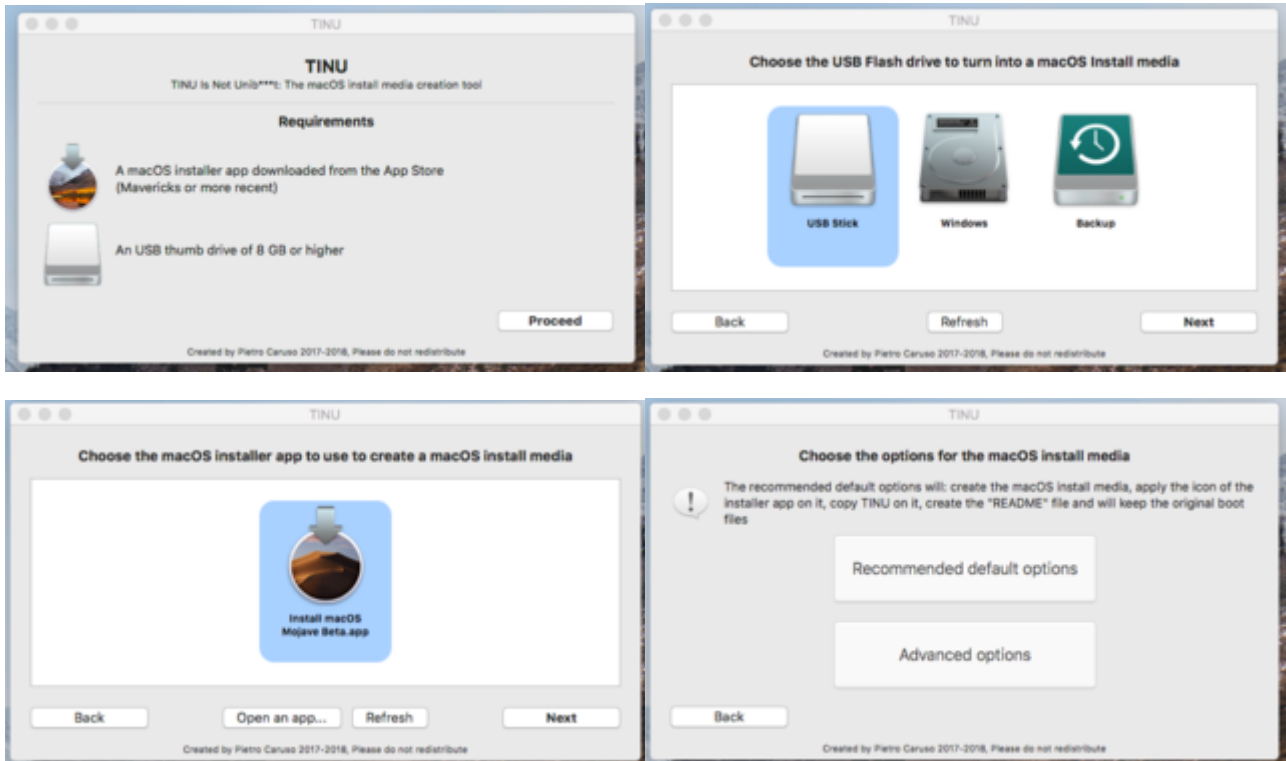 TINU
TINU
TINU Is Not Unib***t: The macOS install media creation tool
Requirements
A macOS installer app downloaded from the App Store
(Mavericks or more recent)
An USB thumb drive of 8 GB or higher
Proceed
Created by Pietro Caruso 2017-2018, Please do not redistribute
TINU
Choose the USB Flash drive to turn into a macOS Install media
USB Stick
Windows
Backup
Back
Refresh
Next
Created by Pietro Caruso 2017-2018, Please do not redistribute
TINU
Choose the macOS installer app to use to create a macOS install media
Install macOS
Mojave Beta.app
Back
Open an app...
Refresh
Next
Created by Pietro Caruso 2017-2018, Please do not redistribute
TINU
Choose the options for the macOS install media
The recommended default options will: create the macOS install media, apply the icon of the
installer app on it, copy TINU on it, create the "README" file and will keep the original boot
files
Recommended default options
Advanced options
Back
Created by Pietro Caruso 2017-2018, Please do not redistribute